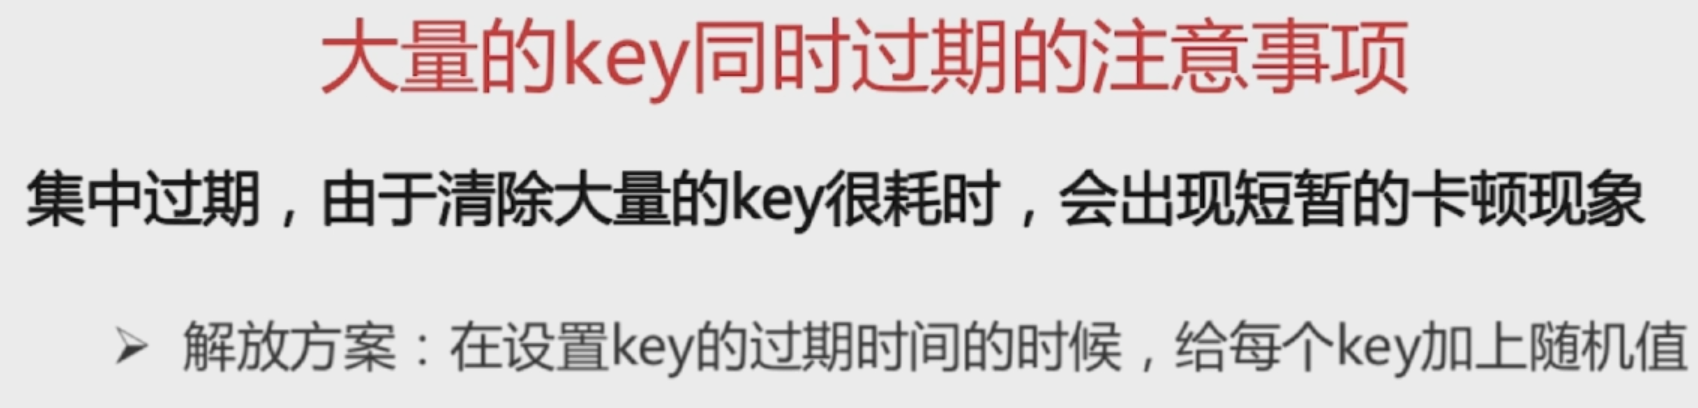 大量的key同时过期的注意事项
集中过期，由于清除大量的key很耗时，会出现短暂的卡顿现象
➢ 解放方案：在设置key的过期时间的时候，给每个key加上随机值